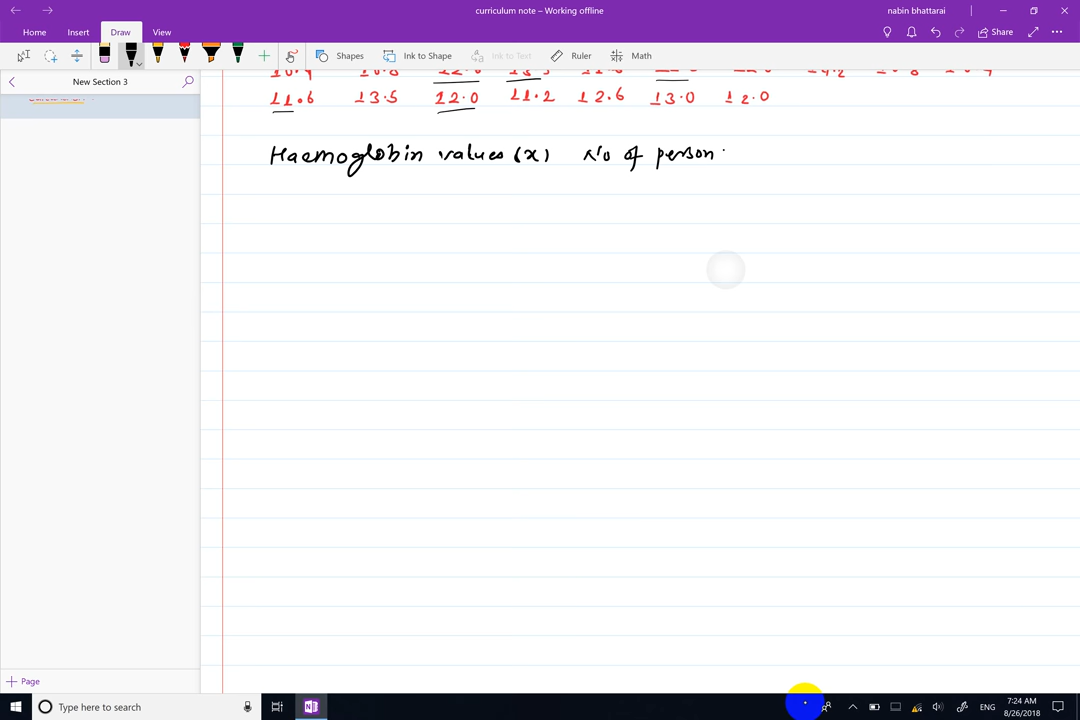 curriculum note – Working offline
nabin bhattarai
Home Insert Draw View
Share
Shapes Ink to Shape Ink to Text Ruler Math
New Section 3
11.6 13.5 12.0 11.2 12.6 13.0 12.0
Haemoglobin values (x) No of person
+ Page
Type here to search
ENG
7:24 AM
8/26/2018